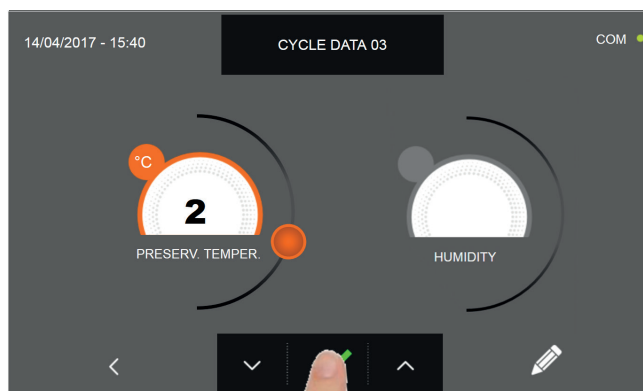 14/04/2017 - 15:40
CYCLE DATA 03
COM
°C
2
PRESERV. TEMPER.
HUMIDITY